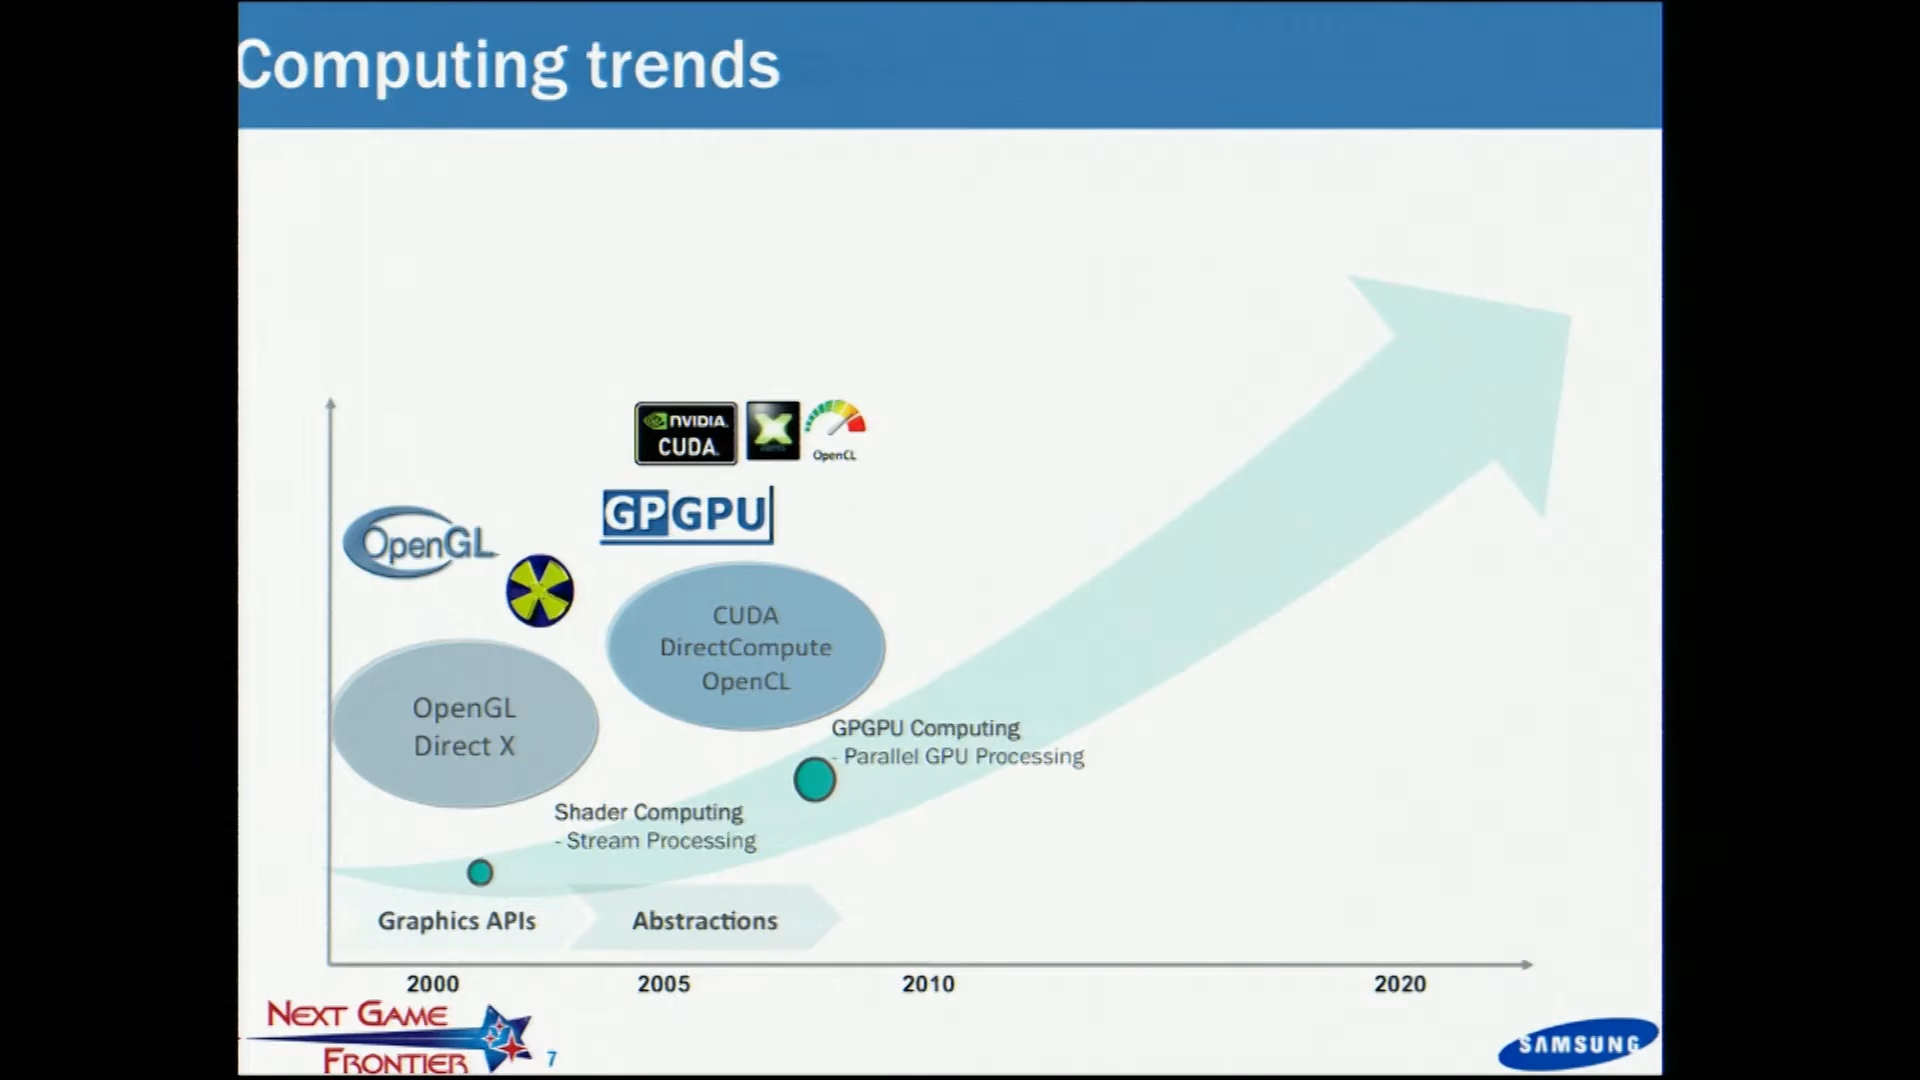 Computing trends
NVIDIA
CUDA
OpenCL
GPGPU
OpenGL
CUDA
DirectCompute
OpenCL
OpenGL
Direct X
GPGPU Computing
- Parallel GPU Processing
Shader Computing
- Stream Processing
Graphics APIs
Abstractions
2000
2005
2010
2020
NEXT GAME
FRONTIER
7
SAMSUNG